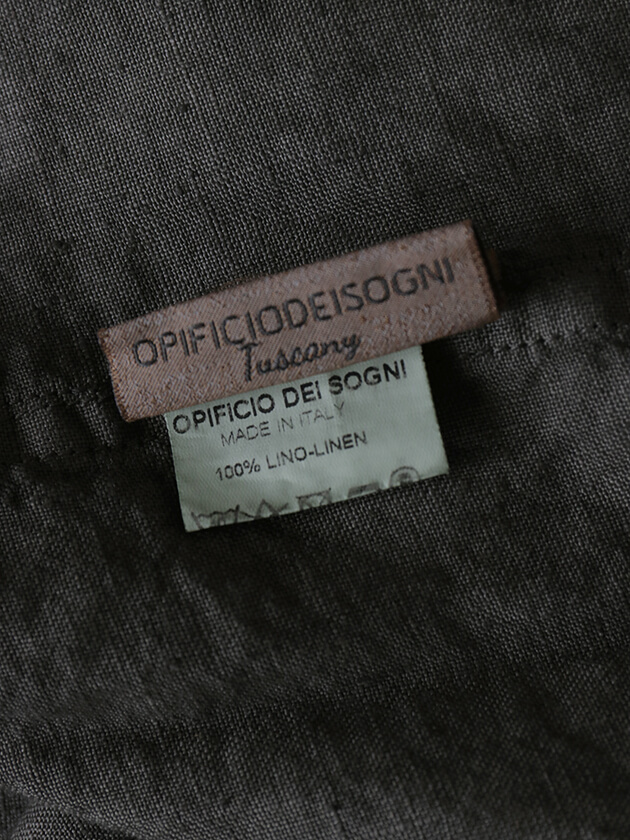 OPIFICIODEISOGNI
Tuscany
OPIFICIO DEI SOGNI
MADE IN ITALY
100% LINO-LINEN